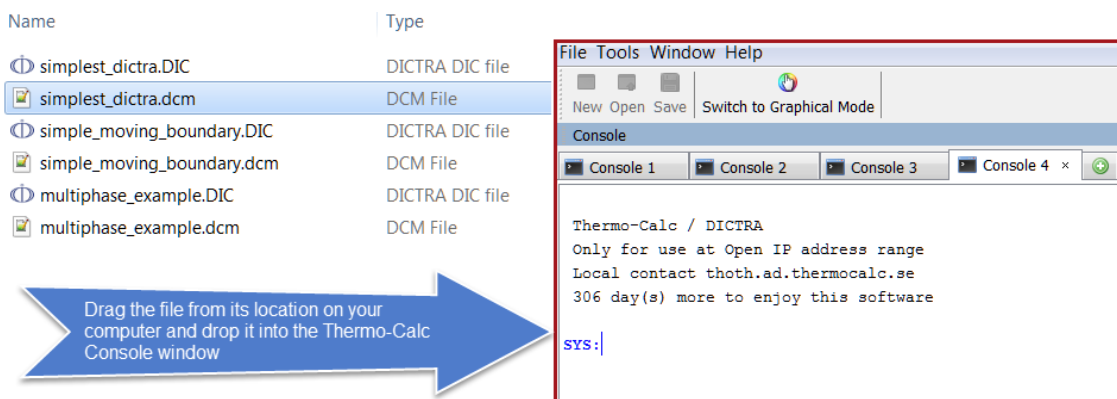 Name Type
simplest_dictra.DIC DICTRA DIC file
simplest_dictra.dcm DCM File
simple_moving_boundary.DIC DICTRA DIC file
simple_moving_boundary.dcm DCM File
multiphase_example.DIC DICTRA DIC file
multiphase_example.dcm DCM File
Drag the file from its location on your
computer and drop it into the Thermo-Calc
Console window
File Tools Window Help
New Open Save Switch to Graphical Mode
Console
Console 1 Console 2 Console 3 Console 4 ×
Thermo-Calc / DICTRA
Only for use at Open IP address range
Local contact thoth.ad.thermocalc.se
306 day(s) more to enjoy this software
SYS: